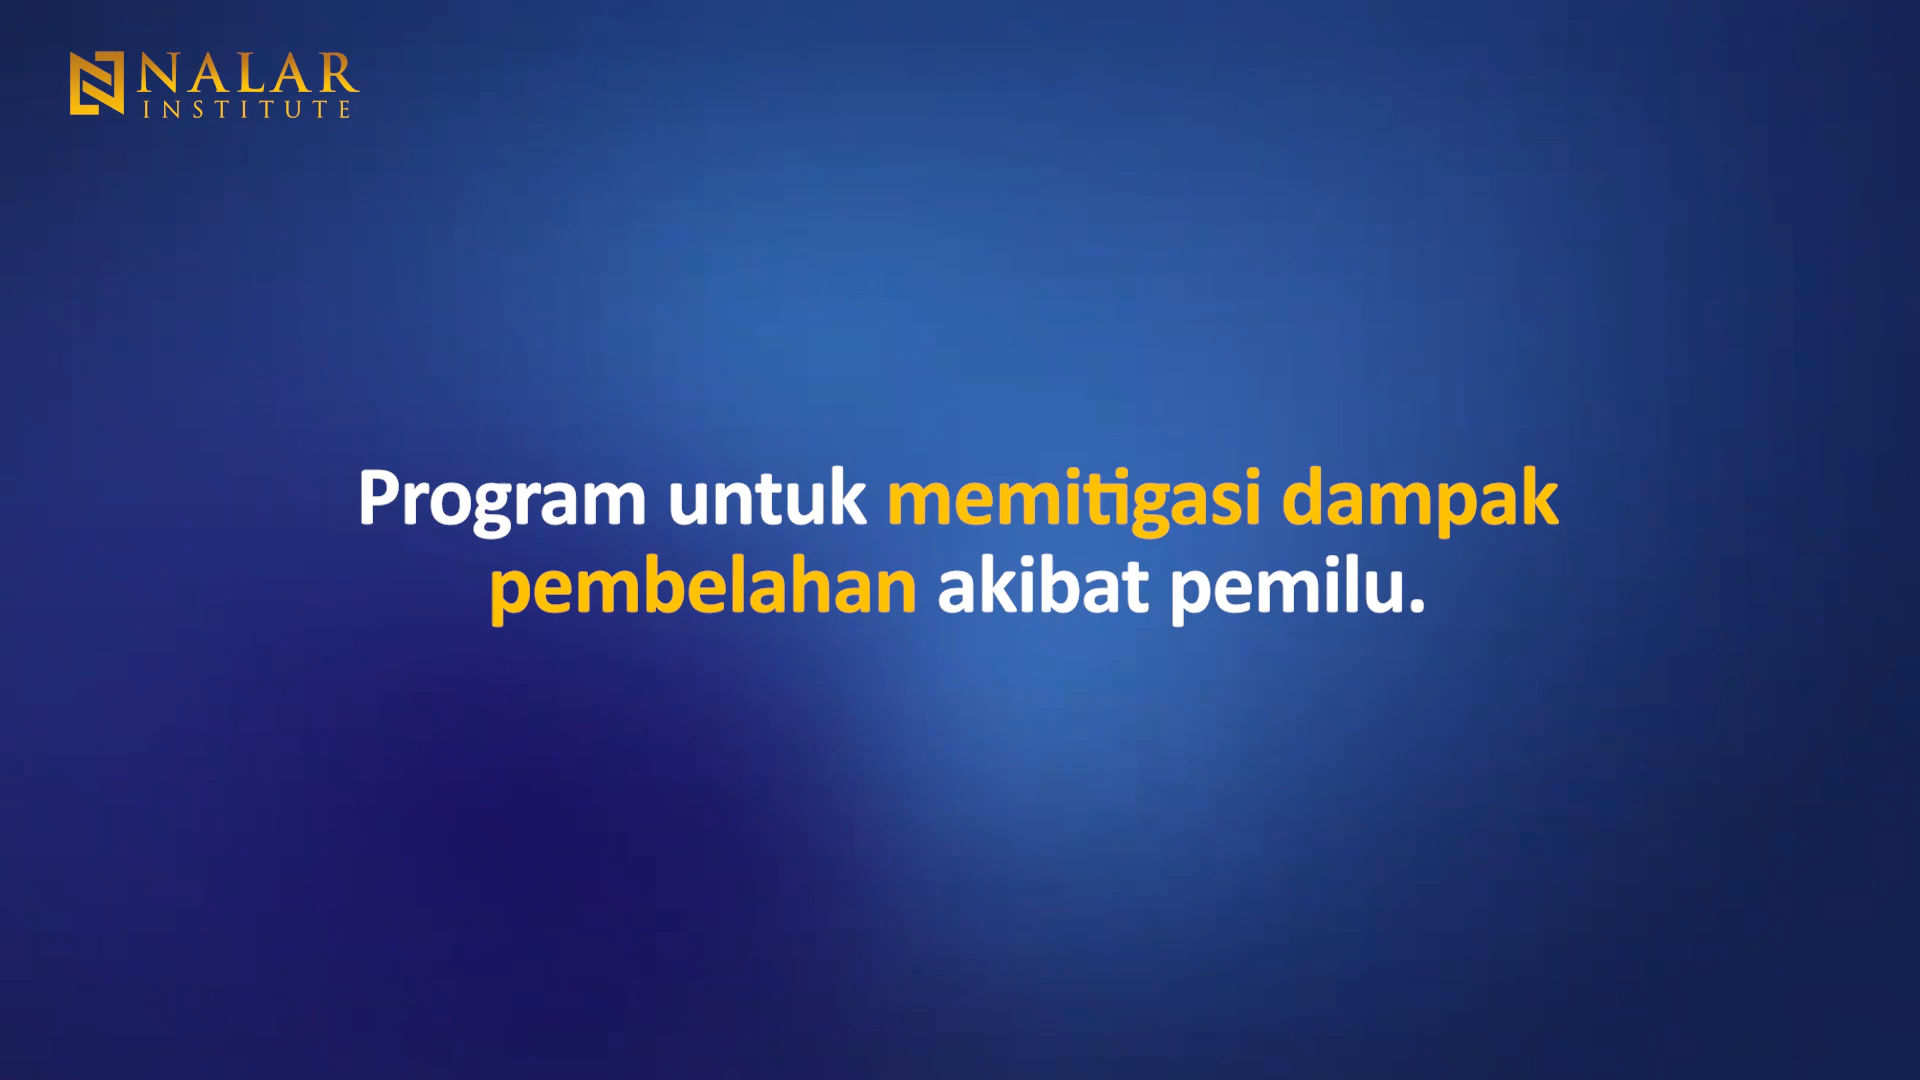 NALAR
INSTITUTE
Program untuk memitigasi dampak
pembelahan akibat pemilu.